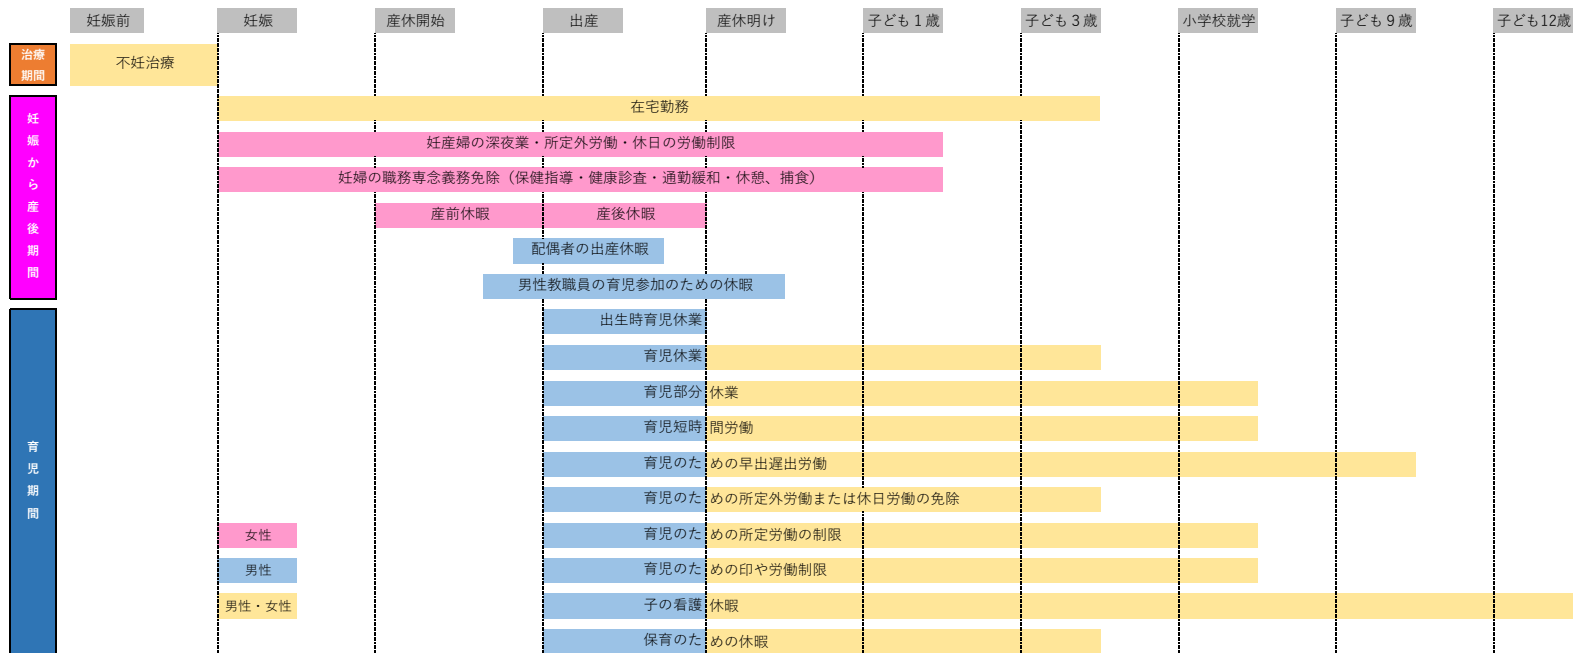 妊娠前 妊娠 産休開始 出産 産休明け 子ども１歳 子ども３歳 小学校就学 子ども９歳 子ども12歳
治療
期間
不妊治療
妊娠から産後期間
在宅勤務
妊産婦の深夜業・所定外労働・休日の労働制限
妊婦の職務専念義務免除（保健指導・健康診査・通勤緩和・休憩、捕食）
産前休暇 産後休暇
配偶者の出産休暇
男性教職員の育児参加のための休暇
育児期間
出生時育児休業
育児休業
育児部分休業
育児短時間労働
育児のための早出遅出労働
育児のための所定外労働または休日労働の免除
女性 育児のための所定労働の制限
男性 育児のための印や労働制限
男性・女性 子の看護休暇
保育のための休暇